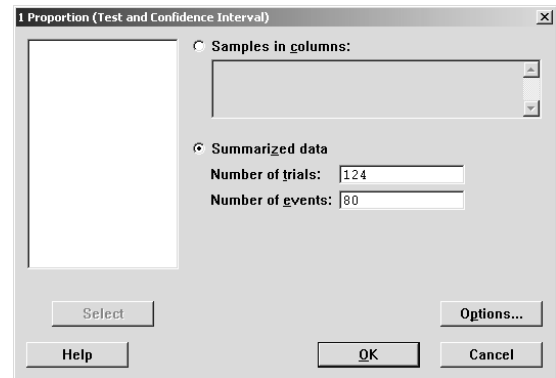 1 Proportion (Test and Confidence Interval)
Samples in columns:
Summarized data
Number of trials: 124
Number of events: 80
Select
Options...
Help
OK
Cancel